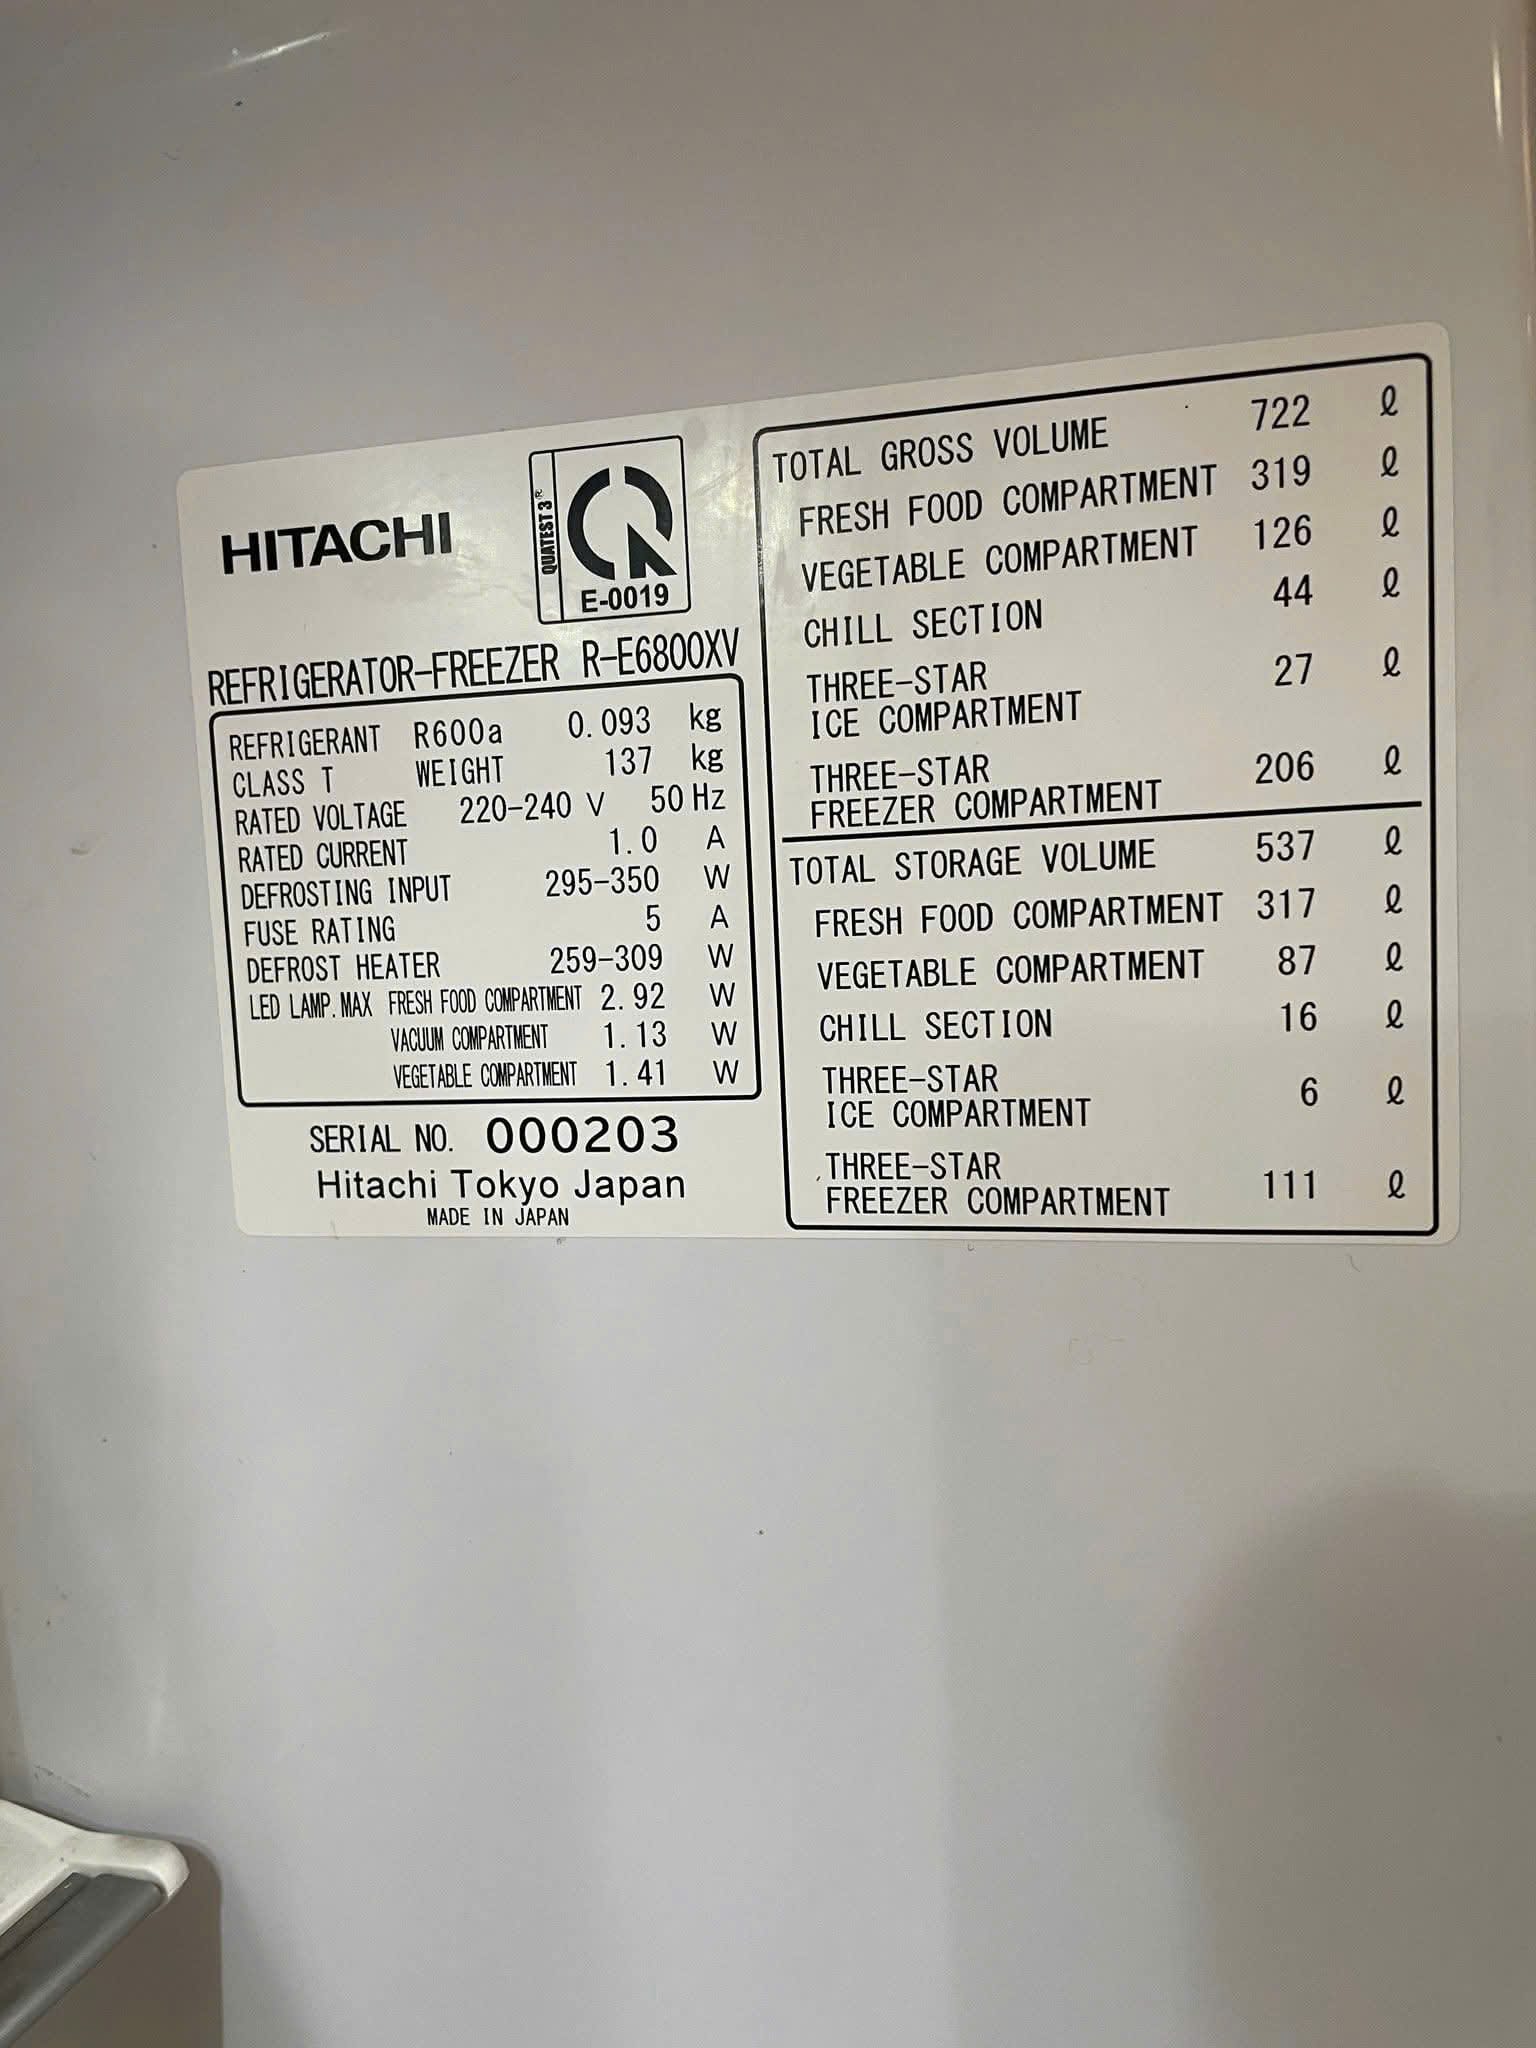 HITACHI
QUATEST 3®
E-0019
REFRIGERATOR-FREEZER R-E6800XV
REFRIGERANT R600a 0.093 kg
CLASS T WEIGHT 137 kg
RATED VOLTAGE 220-240 V 50 Hz
RATED CURRENT 1.0 A
DEFROSTING INPUT 295-350 W
FUSE RATING 5 A
DEFROST HEATER 259-309 W
LED LAMP.MAX FRESH FOOD COMPARTMENT 2.92 W
VACUUM COMPARTMENT 1.13 W
VEGETABLE COMPARTMENT 1.41 W
SERIAL NO. 000203
Hitachi Tokyo Japan
MADE IN JAPAN
TOTAL GROSS VOLUME 722 ℓ
FRESH FOOD COMPARTMENT 319 ℓ
VEGETABLE COMPARTMENT 126 ℓ
CHILL SECTION 44 ℓ
THREE-STAR
ICE COMPARTMENT 27 ℓ
THREE-STAR
FREEZER COMPARTMENT 206 ℓ
TOTAL STORAGE VOLUME 537 ℓ
FRESH FOOD COMPARTMENT 317 ℓ
VEGETABLE COMPARTMENT 87 ℓ
CHILL SECTION 16 ℓ
THREE-STAR
ICE COMPARTMENT 6 ℓ
THREE-STAR
FREEZER COMPARTMENT 111 ℓ